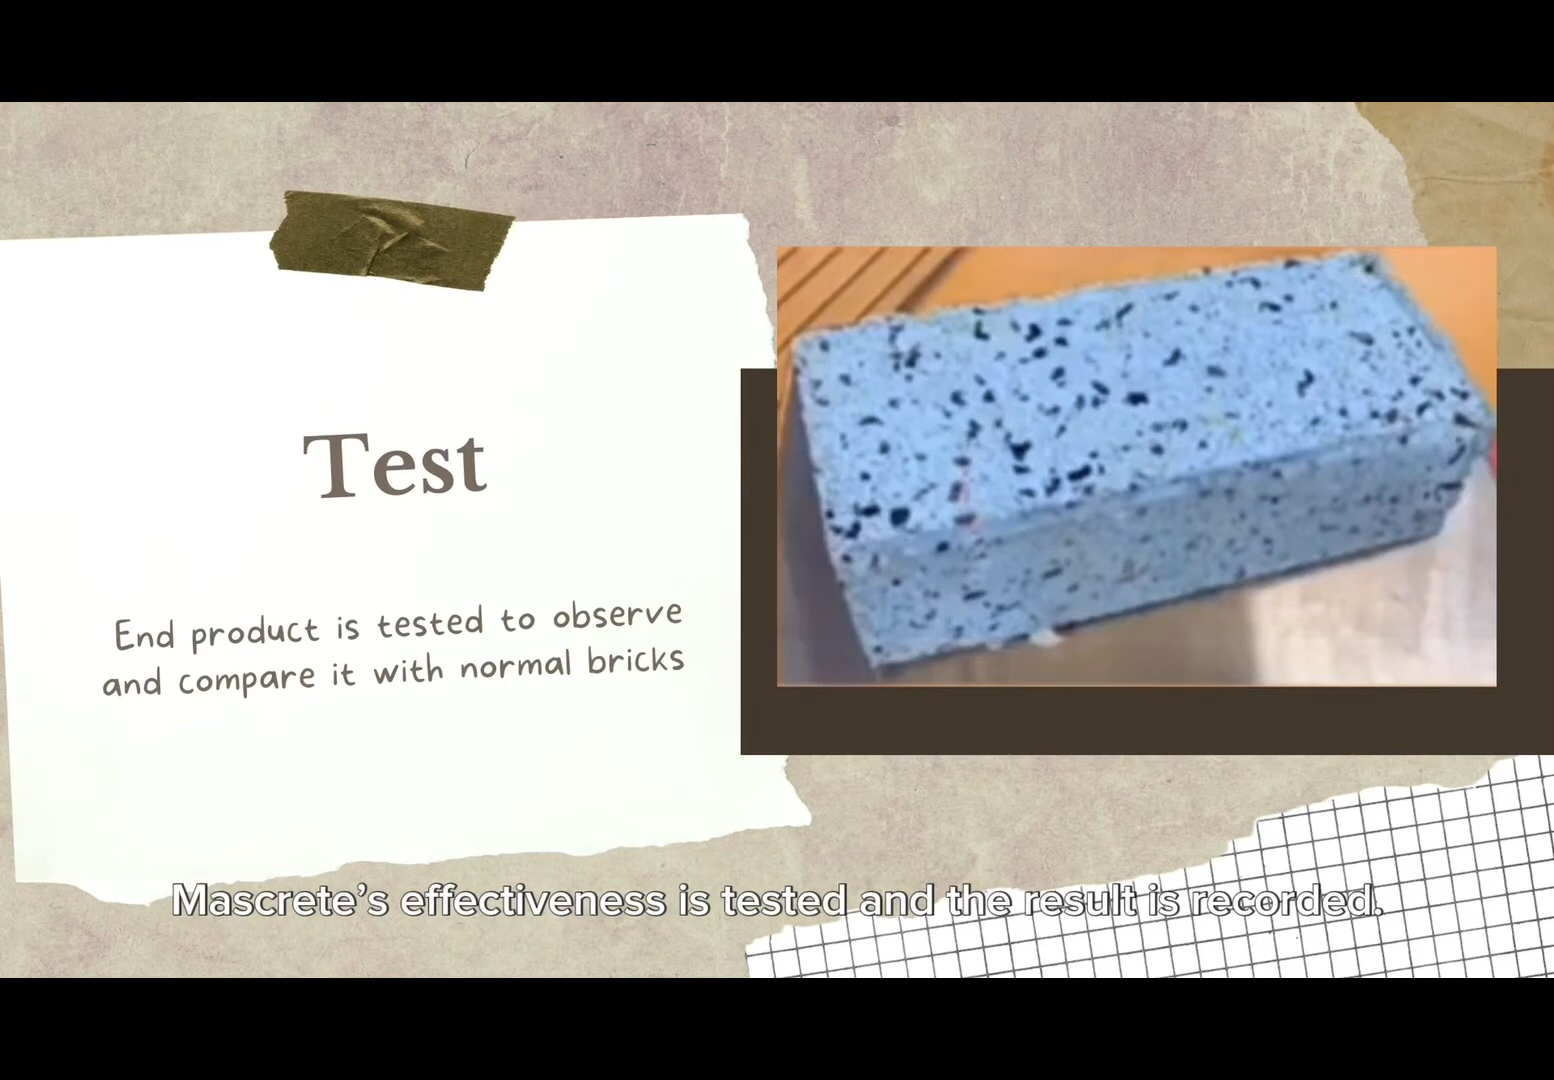 Test
End product is tested to observe
and compare it with normal bricks
Mascrete’s effectiveness is tested and the result is recorded.